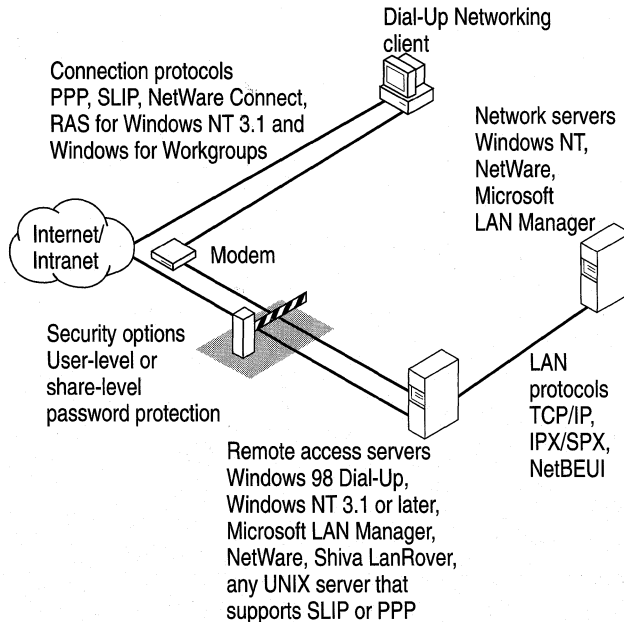 Dial-Up Networking
client
Connection protocols
PPP, SLIP, NetWare Connect,
RAS for Windows NT 3.1 and
Windows for Workgroups
Network servers
Windows NT,
NetWare,
Microsoft
LAN Manager
Internet/
Intranet
Modem
Security options
User-level or
share-level
password protection
LAN
protocols
TCP/IP,
IPX/SPX,
NetBEUI
Remote access servers
Windows 98 Dial-Up,
Windows NT 3.1 or later,
Microsoft LAN Manager,
NetWare, Shiva LanRover,
any UNIX server that
supports SLIP or PPP